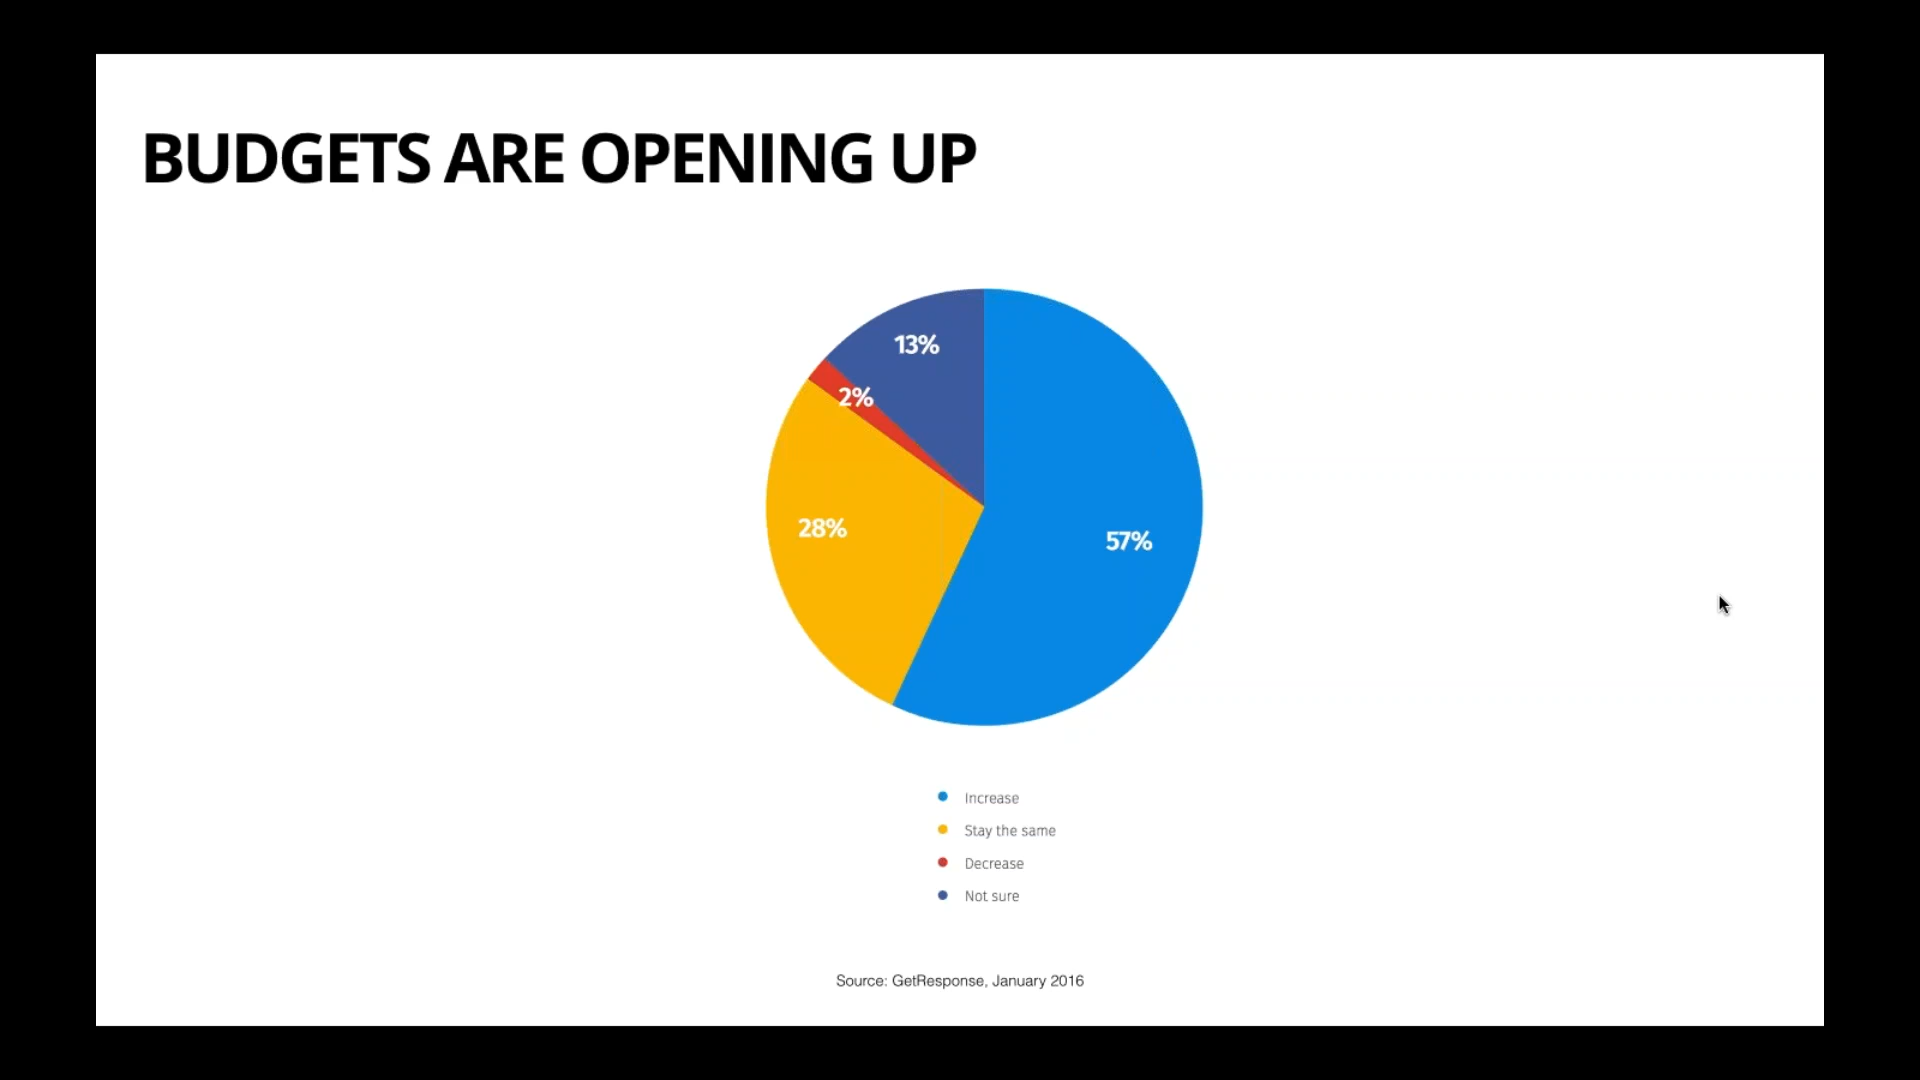 BUDGETS ARE OPENING UP
13%
2%
28%
57%
Increase
Stay the same
Decrease
Not sure
Source: GetResponse, January 2016